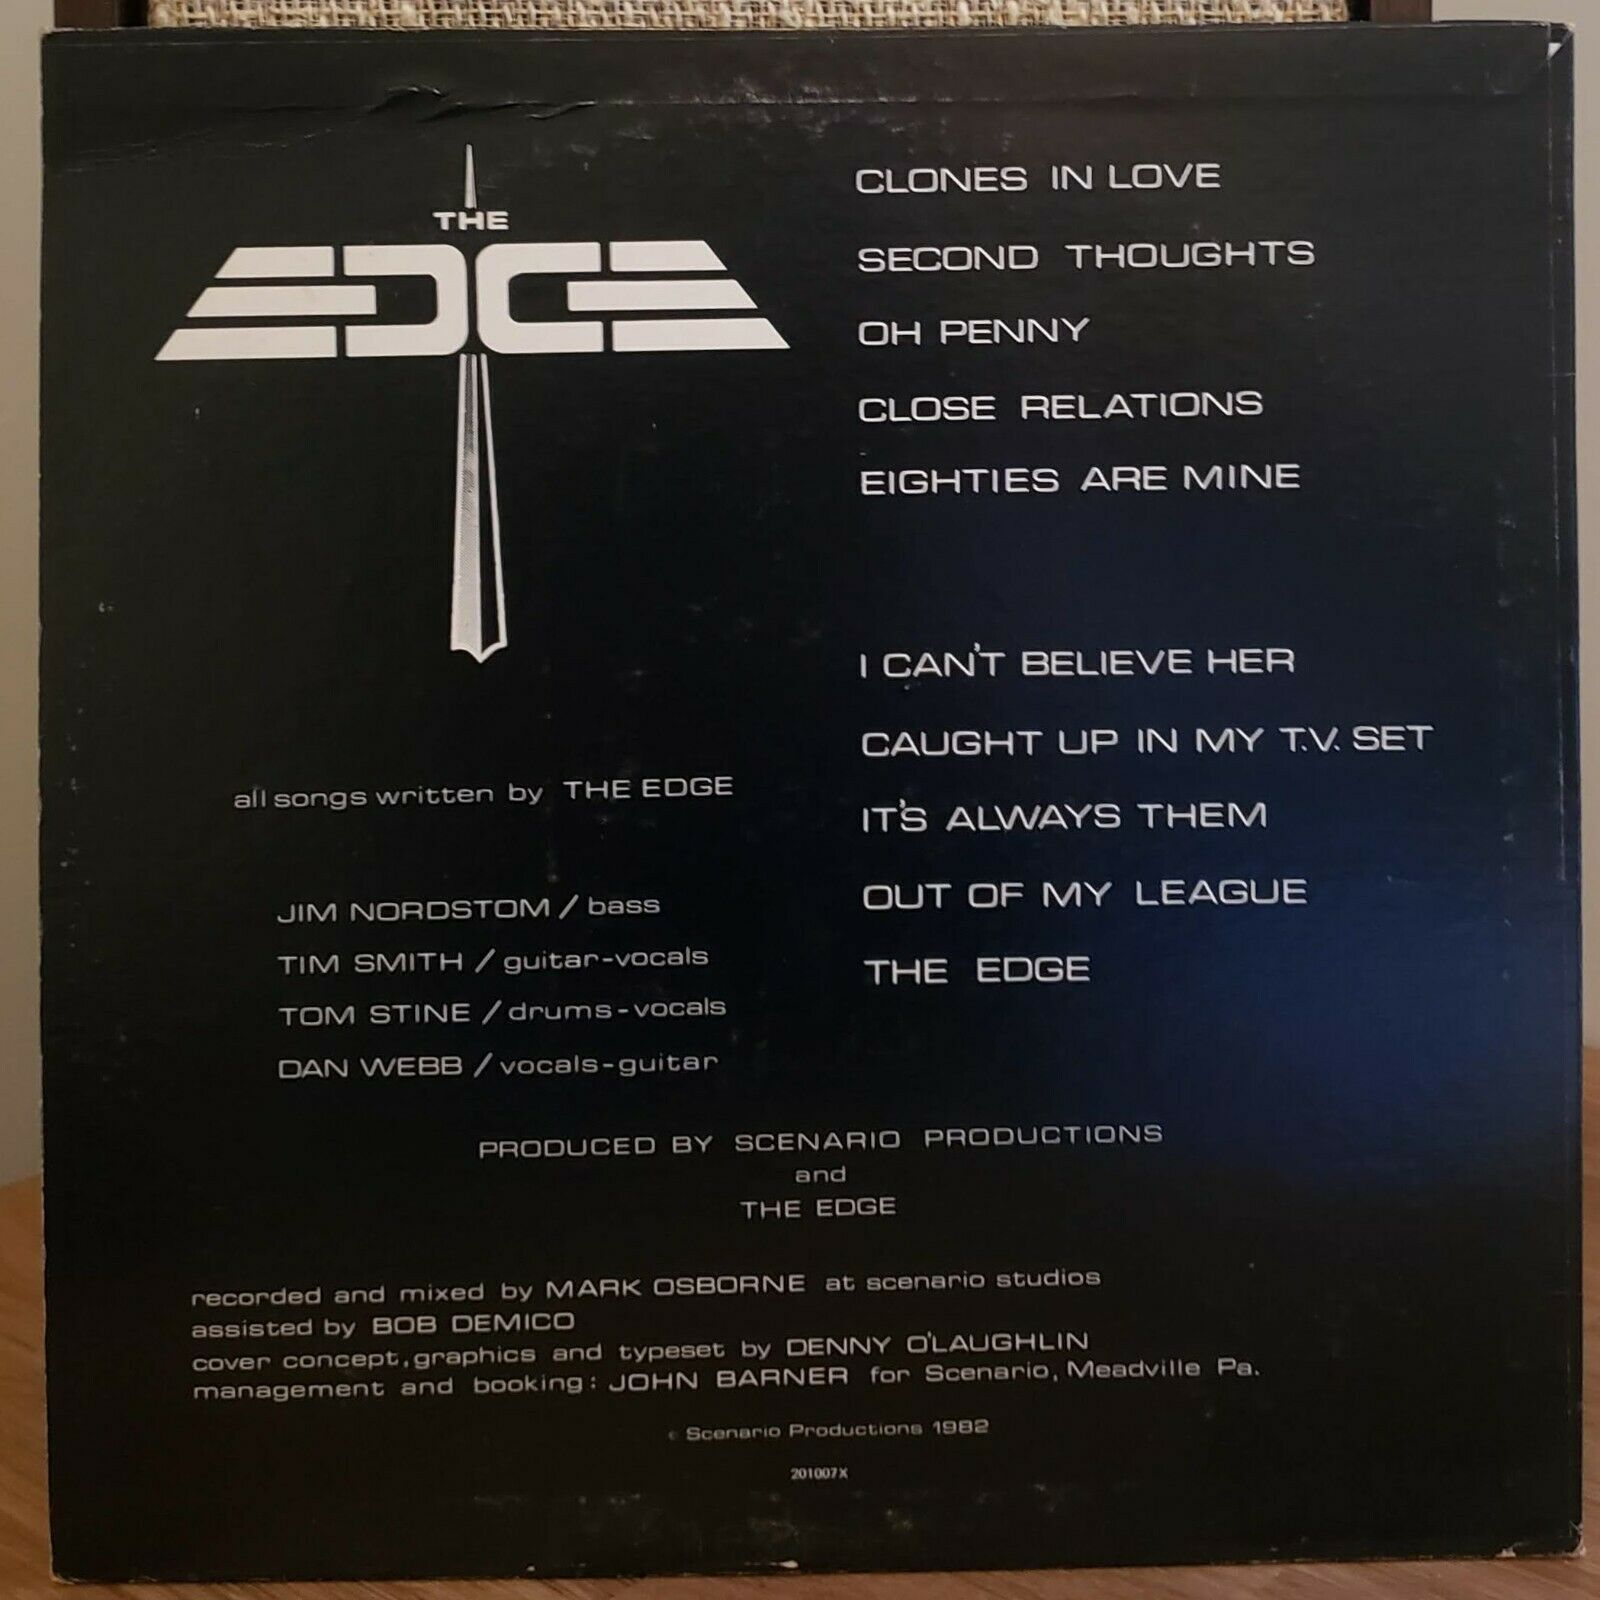 THE
EDGE
CLONES IN LOVE
SECOND THOUGHTS
OH PENNY
CLOSE RELATIONS
EIGHTIES ARE MINE
I CAN'T BELIEVE HER
CAUGHT UP IN MY T.V. SET
IT'S ALWAYS THEM
OUT OF MY LEAGUE
THE EDGE
all songs written by THE EDGE
JIM NORDSTOM / bass
TIM SMITH / guitar-vocals
TOM STINE / drums-vocals
DAN WEBB / vocals-guitar
PRODUCED BY SCENARIO PRODUCTIONS
and
THE EDGE
recorded and mixed by MARK OSBORNE at scenario studios
assisted by BOB DEMICO
cover concept, graphics and typeset by DENNY O'LAUGHLIN
management and booking: JOHN BARNER for Scenario, Meadville Pa.
© Scenario Productions 1982
201007X